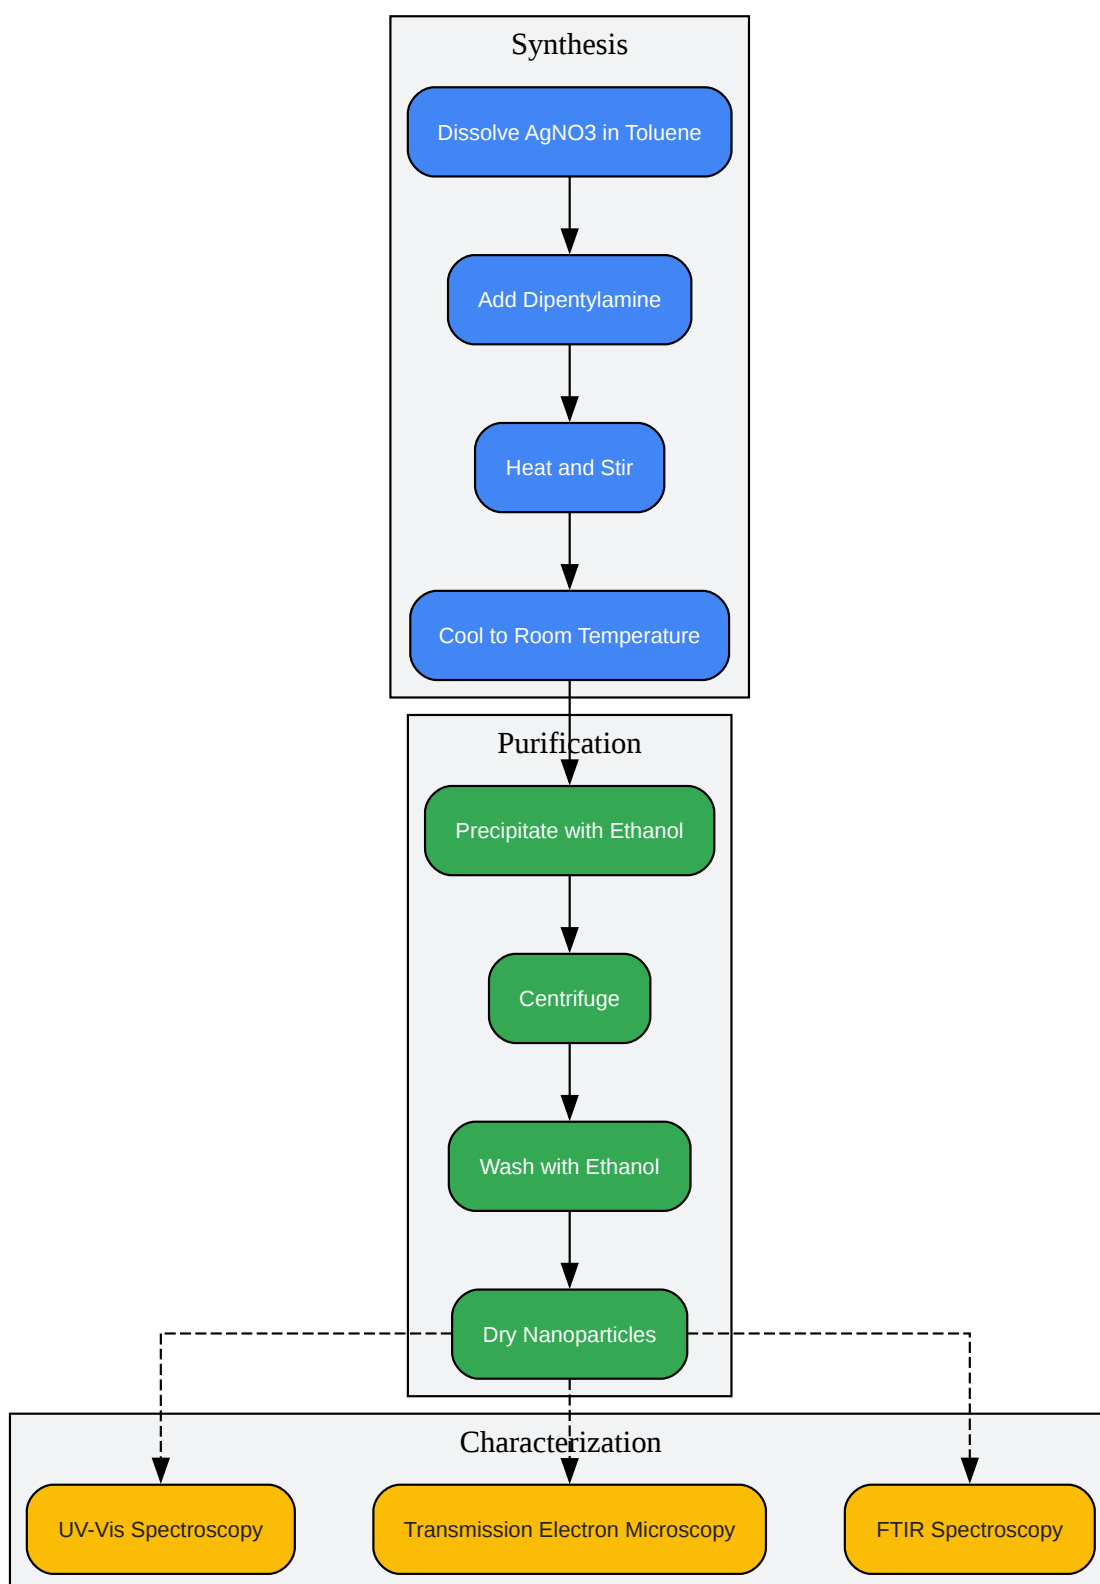 Synthesis
Dissolve AgNO3 in Toluene
Add Dipentylamine
Heat and Stir
Cool to Room Temperature
Purification
Precipitate with Ethanol
Centrifuge
Wash with Ethanol
Dry Nanoparticles
Characterization
UV-Vis Spectroscopy
Transmission Electron Microscopy
FTIR Spectroscopy